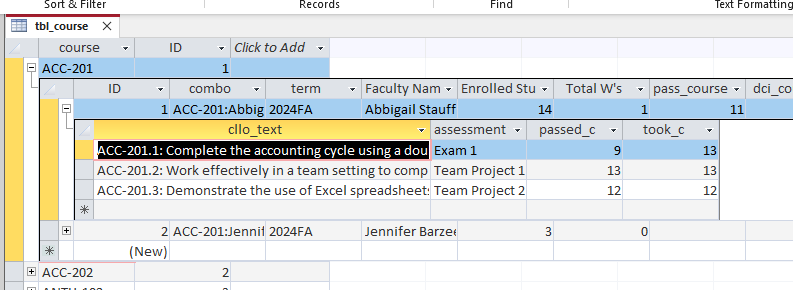 Sort & Filter Records Find Text Formatting
tbl_course
course ID Click to Add
ACC-201 1
ID combo term Faculty Nam Enrolled Stu Total W's pass_course dci_co
1 ACC-201:Abbig 2024FA Abbigail Stauff 14 1 11
cllo_text assessment passed_c took_c
ACC-201.1: Complete the accounting cycle using a dou Exam 1 9 13
ACC-201.2: Work effectively in a team setting to comp Team Project 1 13 13
ACC-201.3: Demonstrate the use of Excel spreadsheets Team Project 2 12 12
2 ACC-201:Jennif 2024FA Jennifer Barzee 3 0
(New)
ACC-202 2